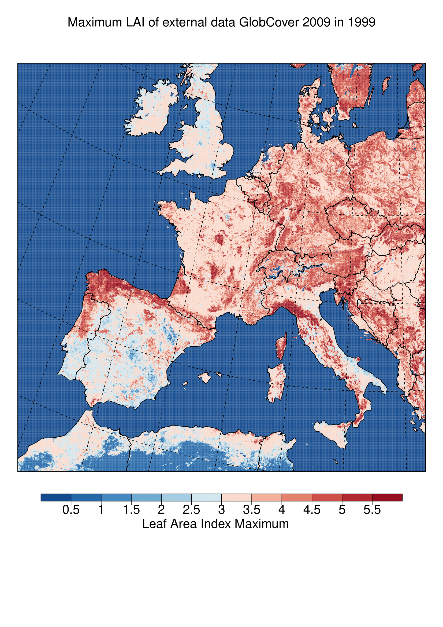 Maximum LAI of external data GlobCover 2009 in 1999
0.5 1 1.5 2 2.5 3 3.5 4 4.5 5 5.5
Leaf Area Index Maximum